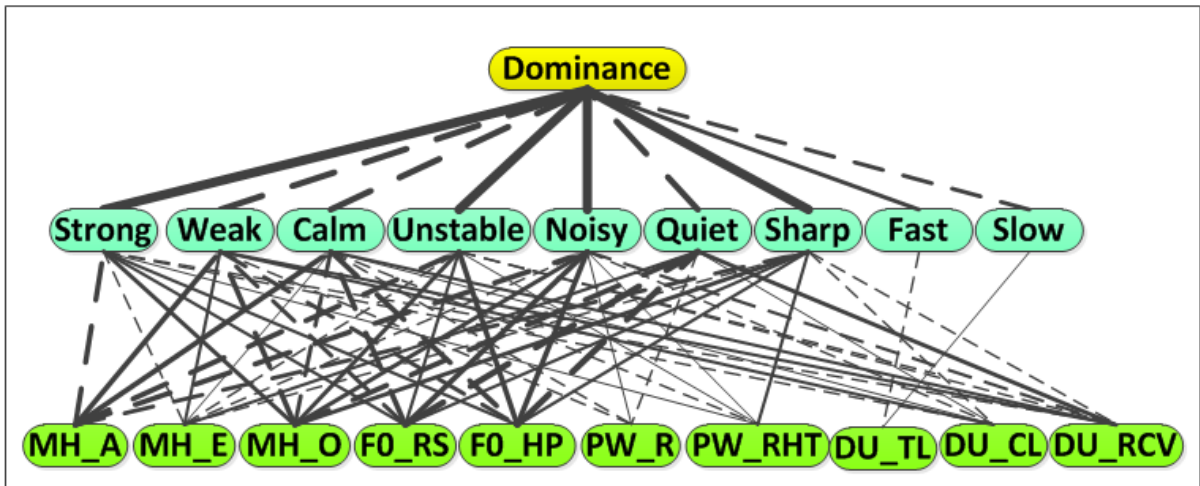 Dominance
Strong Weak Calm Unstable Noisy Quiet Sharp Fast Slow
MH_A MH_E MH_O F0_RS F0_HP PW_R PW_RHT DU_TL DU_CL DU_RCV